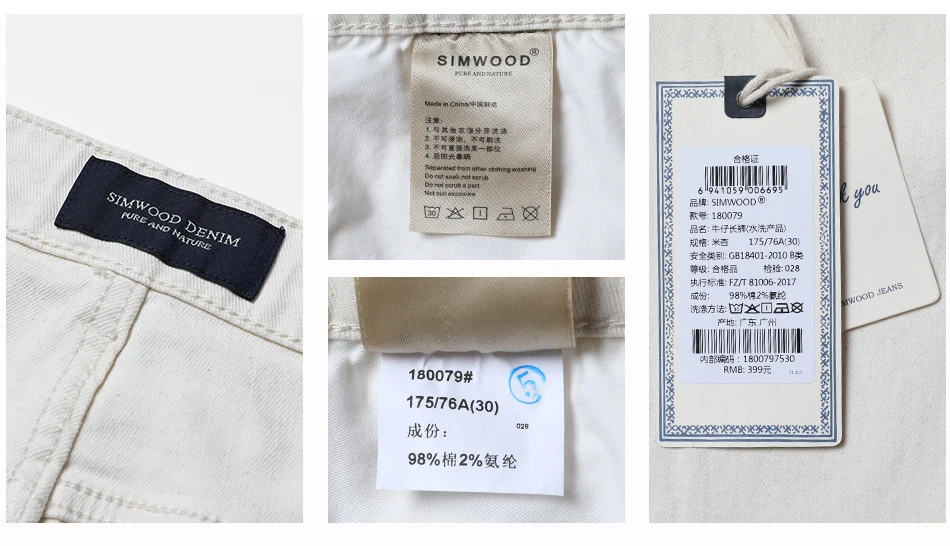 SIMWOOD DENIM
PURE AND NATURE
SIMWOOD®
PURE AND NATURE
Made in China/中国制造
注意:
1. 与其他衣值分开洗涤
2. 不可浸泡、不可刷洗
3. 不可重搓洗某一部位
4. 忌阳光暴晒
Separated from other clothing washing
Do not soak,not scrub
Do not scrub a part
Not sun exposure
30
180079#
175/76A(30)
成份:
028
98%棉2%氨纶
合格证
6 941059 006695
品牌: SIMWOOD®
款号: 180079
品名: 牛仔长裤(水洗产品)
规格: 米杏 175/76A(30)
安全类别: GB18401-2010 B类
等级: 合格品 检验: 028
执行标准: FZ/T 81006-2017
成份: 98%棉2%氨纶
洗涤方法:
产地: 广东 广州
内部编码: 1800797530
RMB: 399元
you
MWOOD JEANS